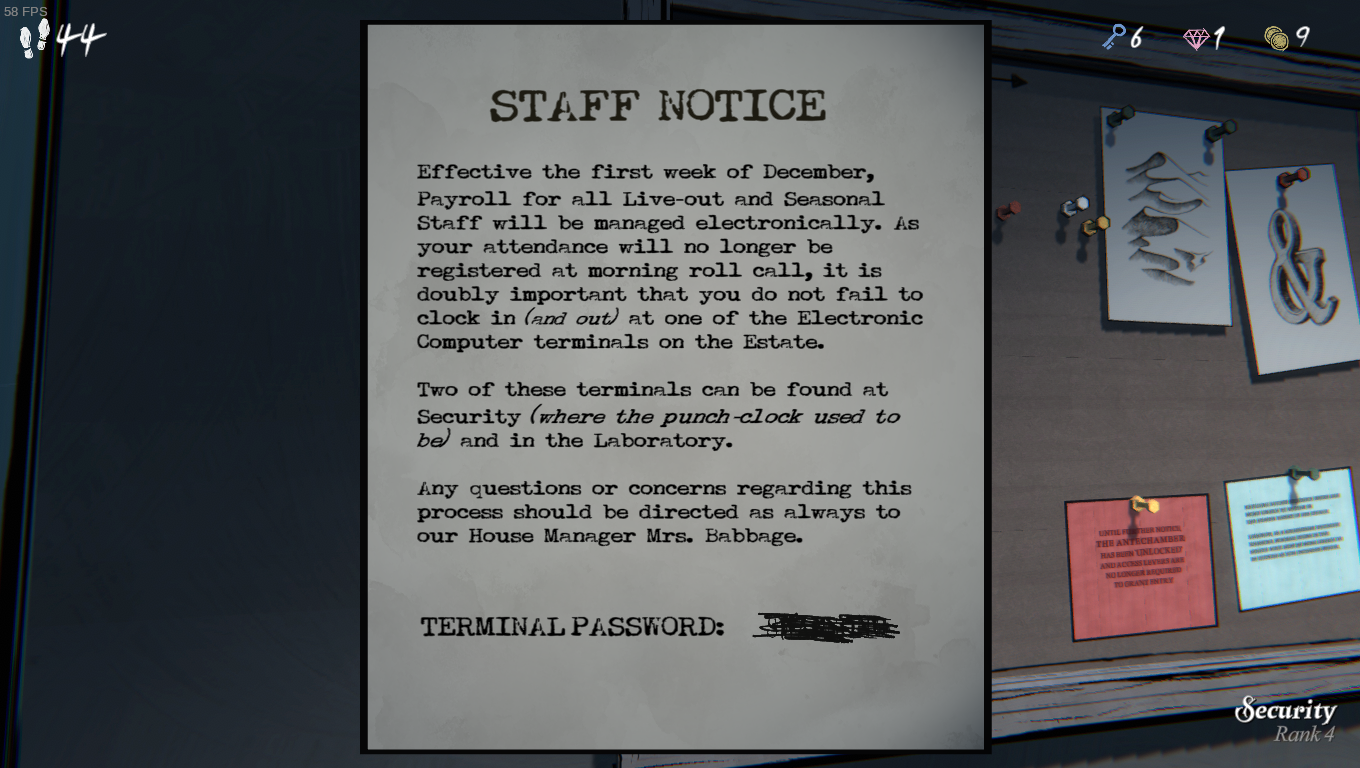 58 FPS
44
6
1
9
STAFF NOTICE
Effective the first week of December,
Payroll for all Live-out and Seasonal
Staff will be managed electronically. As
your attendance will no longer be
registered at morning roll call, it is
doubly important that you do not fail to
clock in (and out) at one of the Electronic
Computer terminals on the Estate.
Two of these terminals can be found at
Security (where the punch-clock used to
be) and in the Laboratory.
Any questions or concerns regarding this
process should be directed as always to
our House Manager Mrs. Babbage.
TERMINAL PASSWORD:
&
UNTIL FURTHER NOTICE,
THE ANTECHAMBER
HAS BEEN UNLOCKED
AND ACCESS LEVERS ARE
NO LONGER REQUIRED
TO GRANT ENTRY
Security
Rank 4